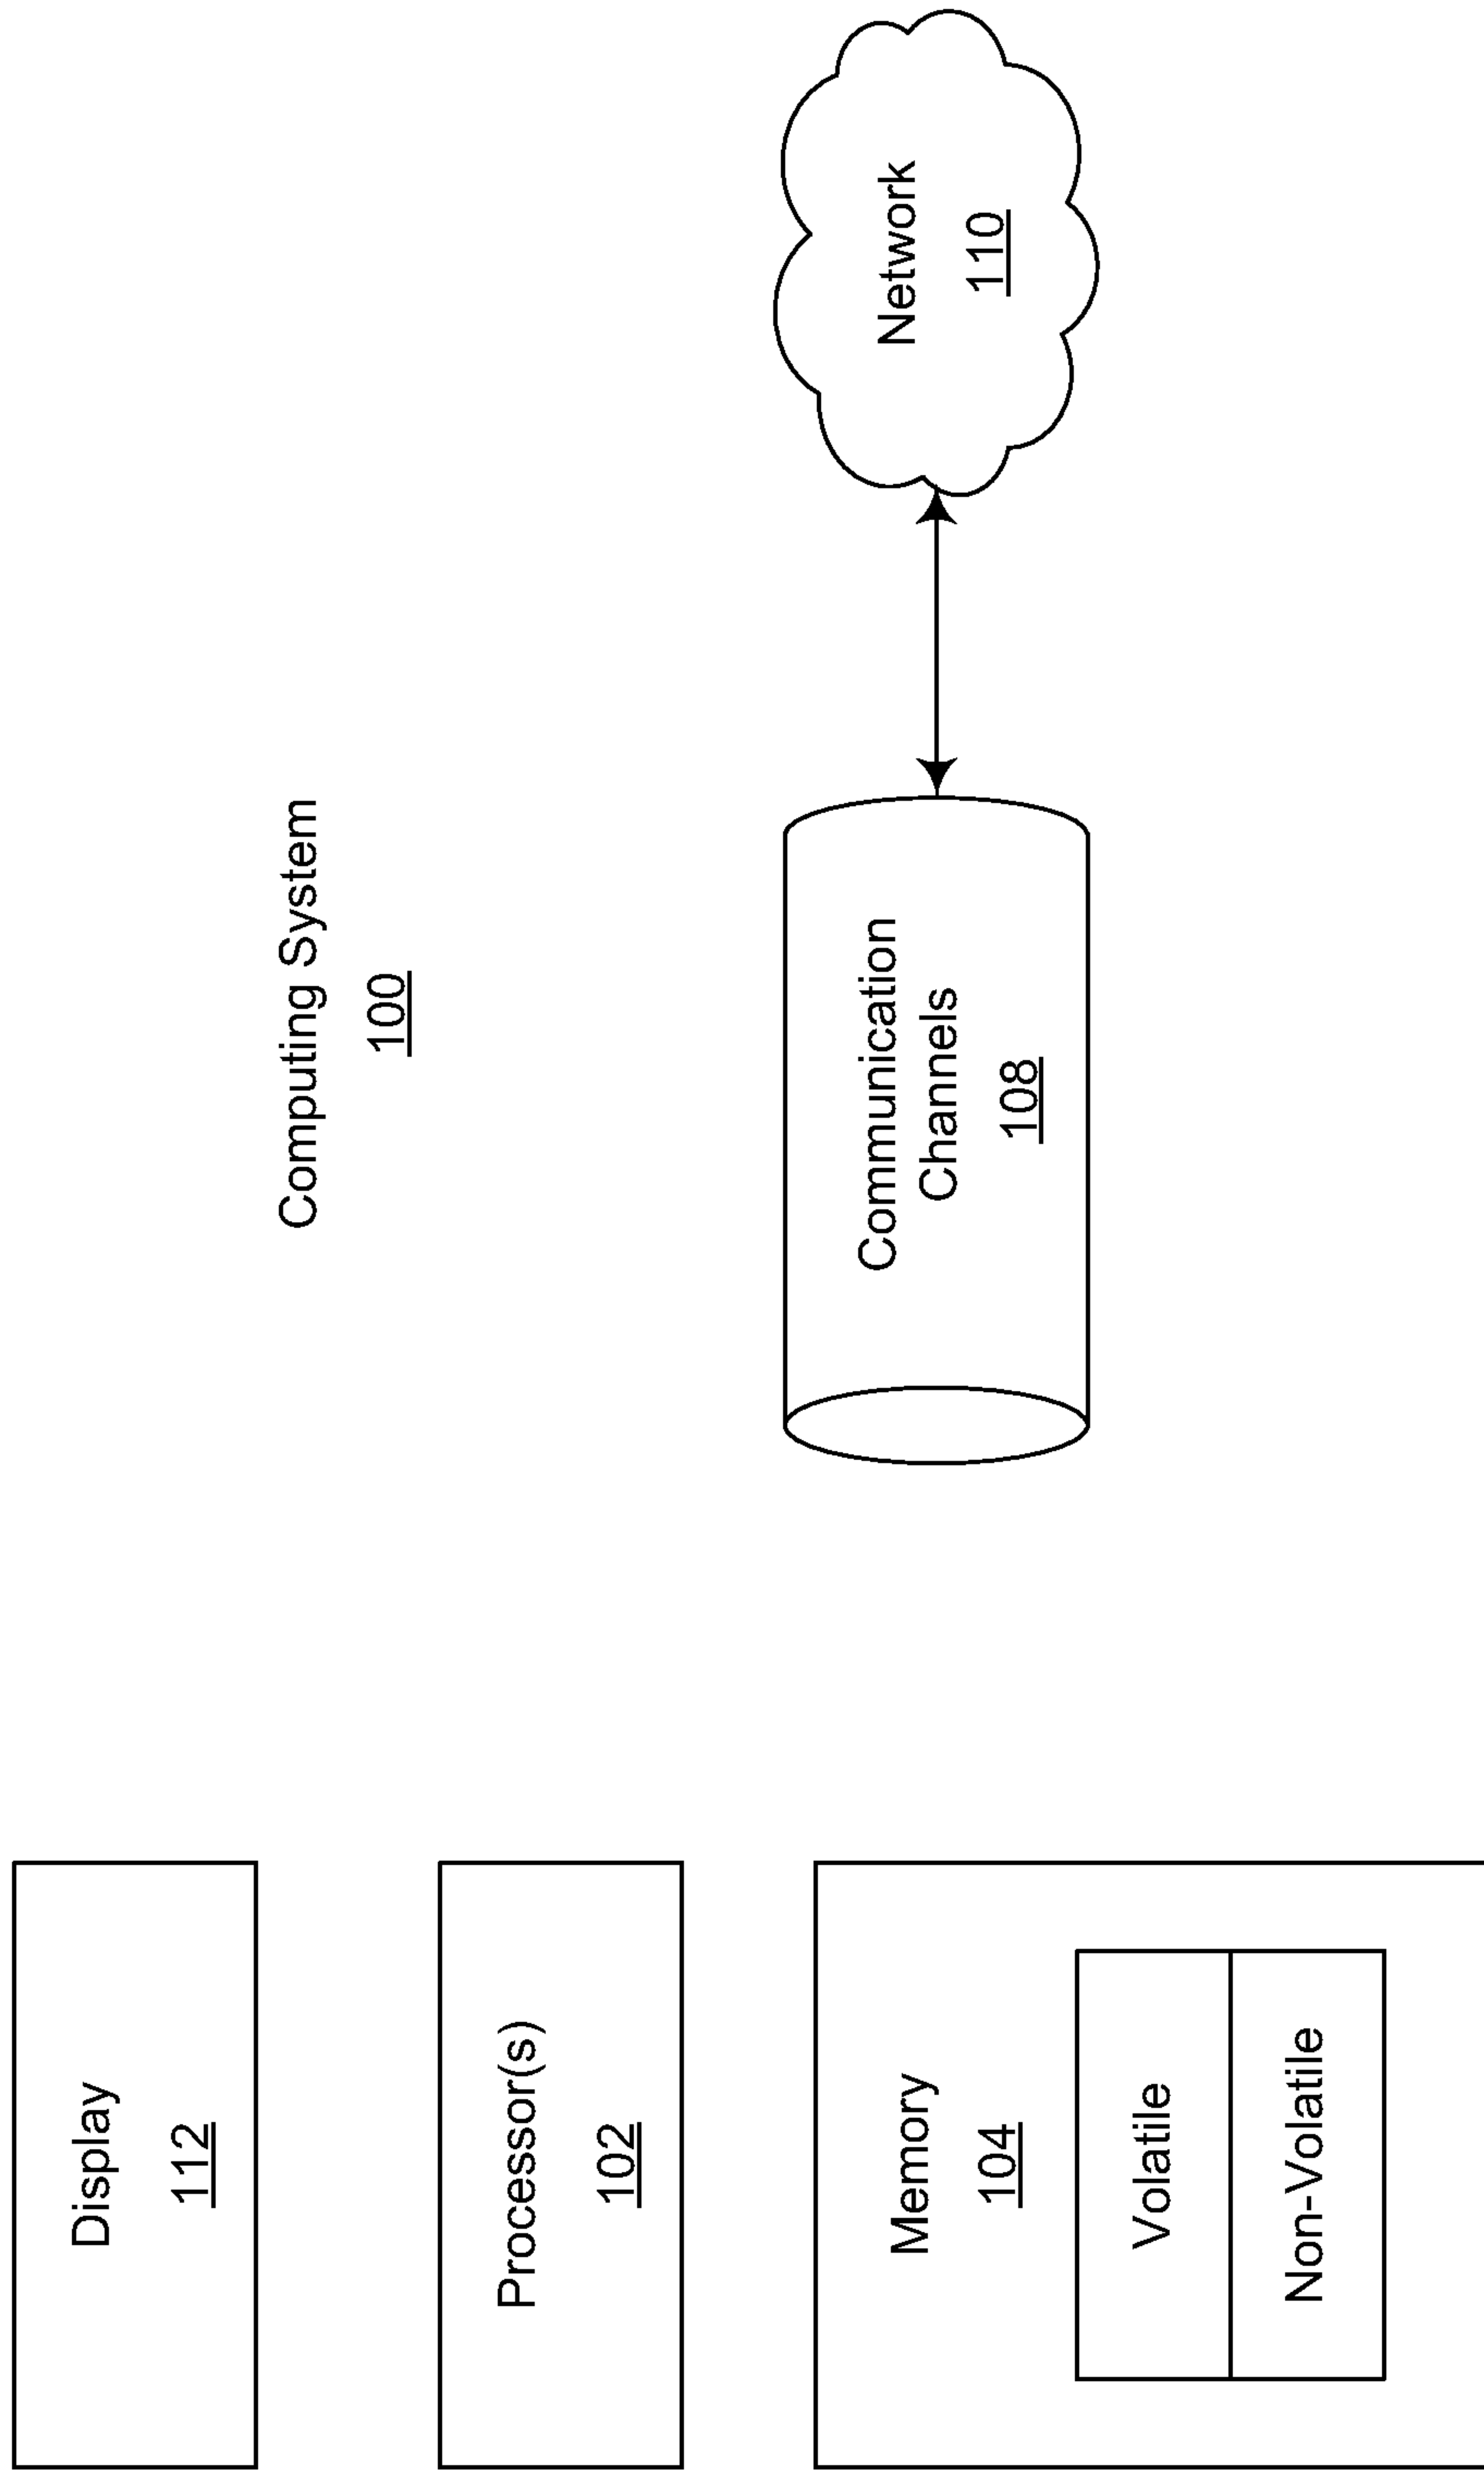 Computing System
100
Display
112
Processor(s)
102
Memory
104
Volatile
Non-Volatile
Communication
Channels
108
Network
110